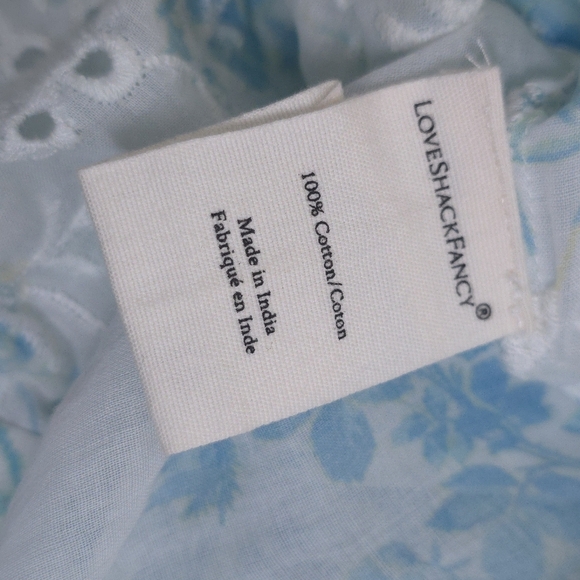 LOVESHACKFANCY®
100% Cotton/Coton
Made in India
Fabriqué en Inde